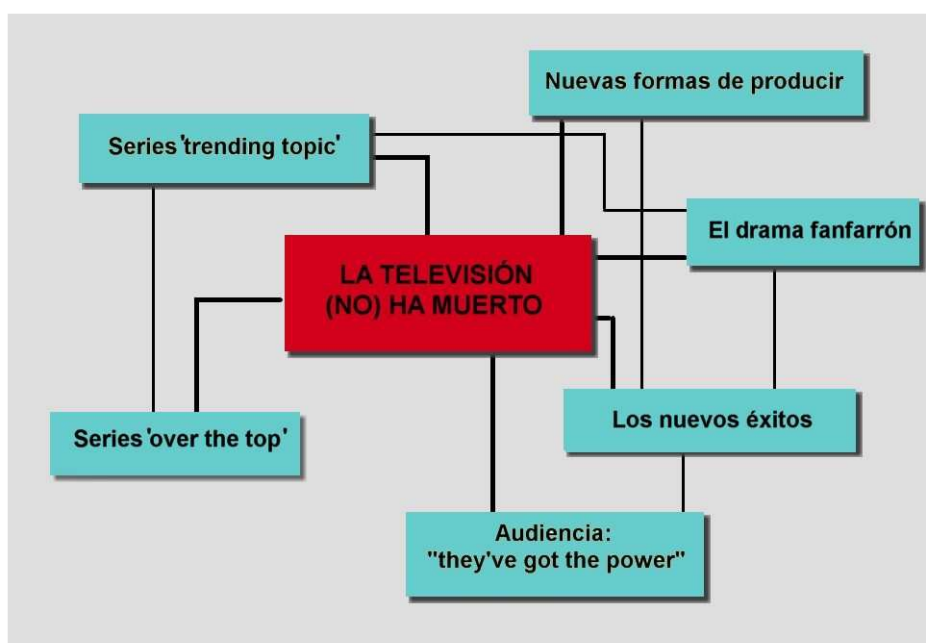 Nuevas formas de producir
Series 'trending topic'
El drama fanfarrón
LA TELEVISIÓN
(NO) HA MUERTO
Los nuevos éxitos
Series 'over the top'
Audiencia:
"they've got the power"